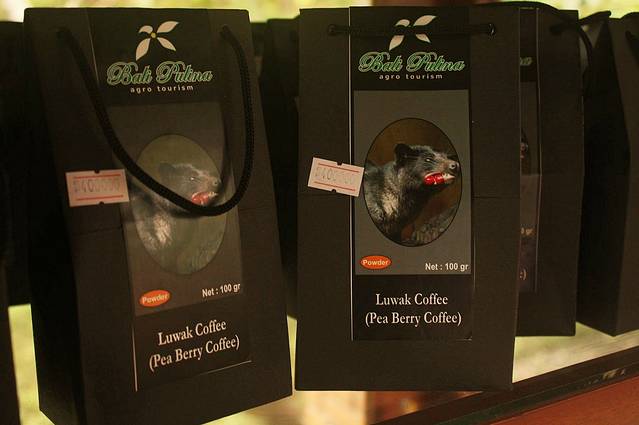 Bali Pulina
agro tourism
Powder
Net : 100 gr
Luwak Coffee
(Pea Berry Coffee)
Bali Pulina
agro tourism
Powder
Net : 100 gr
Luwak Coffee
(Pea Berry Coffee)